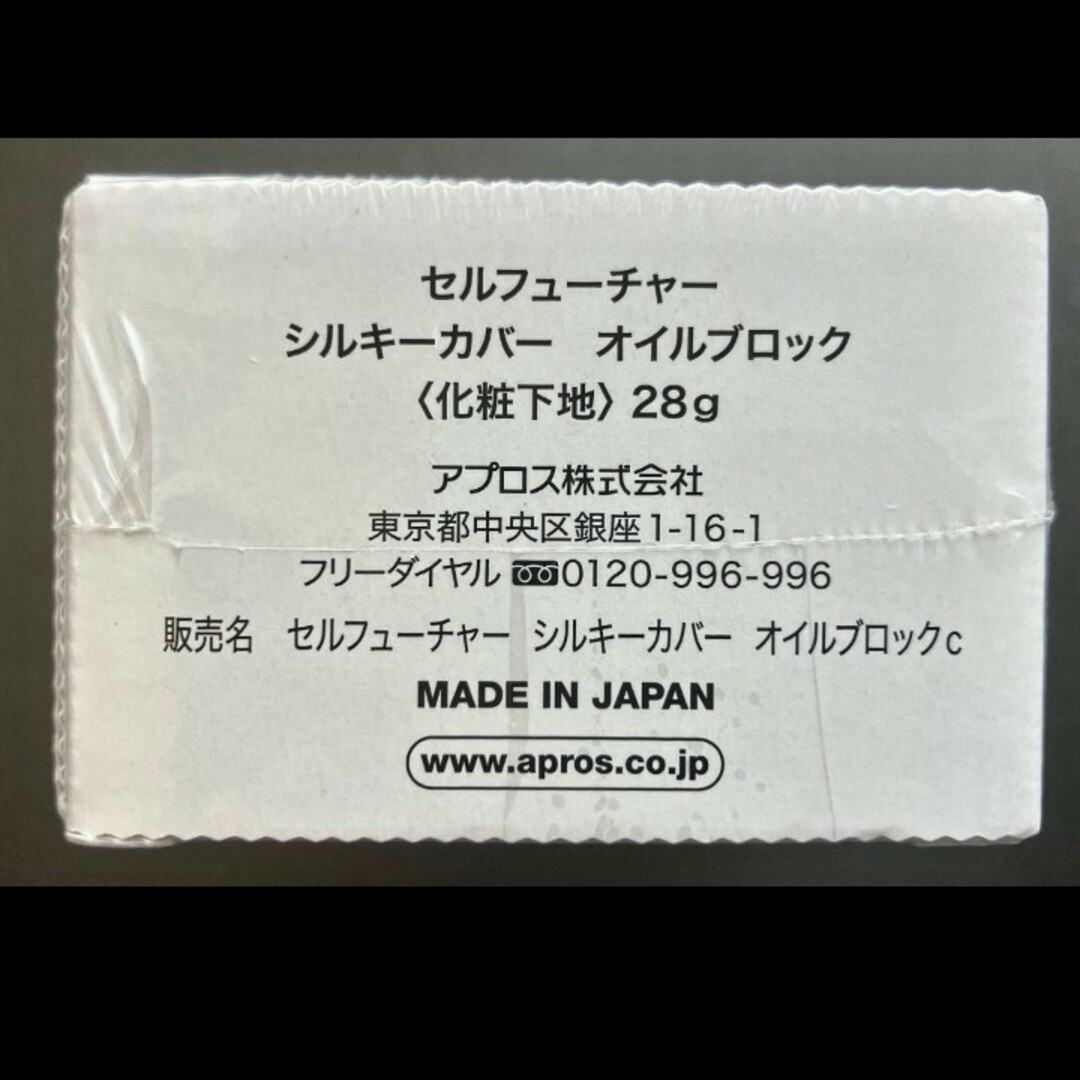 セルフューチャー
シルキーカバー　オイルブロック
〈化粧下地〉28g
アプロス株式会社
東京都中央区銀座1-16-1
フリーダイヤル 0120-996-996
販売名　セルフューチャー シルキーカバー オイルブロックc
MADE IN JAPAN
www.apros.co.jp